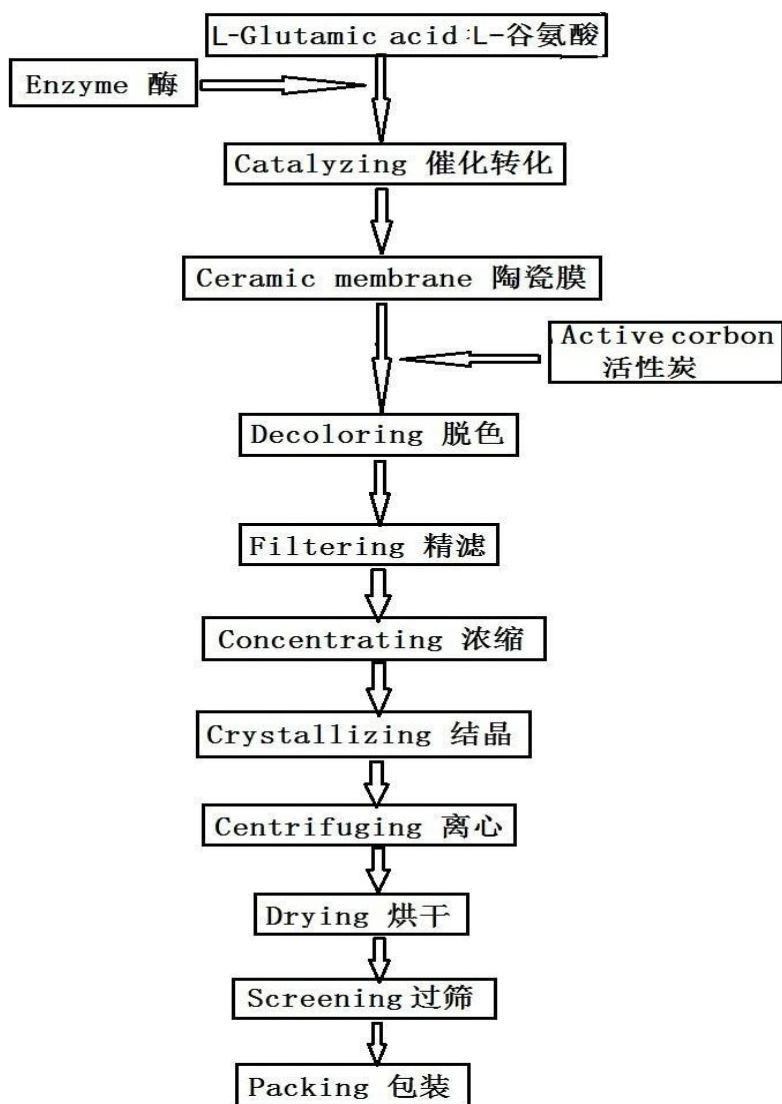 L-Glutamic acid:L-谷氨酸
Enzyme 酶
Catalyzing 催化转化
Ceramic membrane 陶瓷膜
Active corbon
活性炭
Decoloring 脱色
Filtering 精滤
Concentrating 浓缩
Crystallizing 结晶
Centrifuging 离心
Drying 烘干
Screening 过筛
Packing 包装